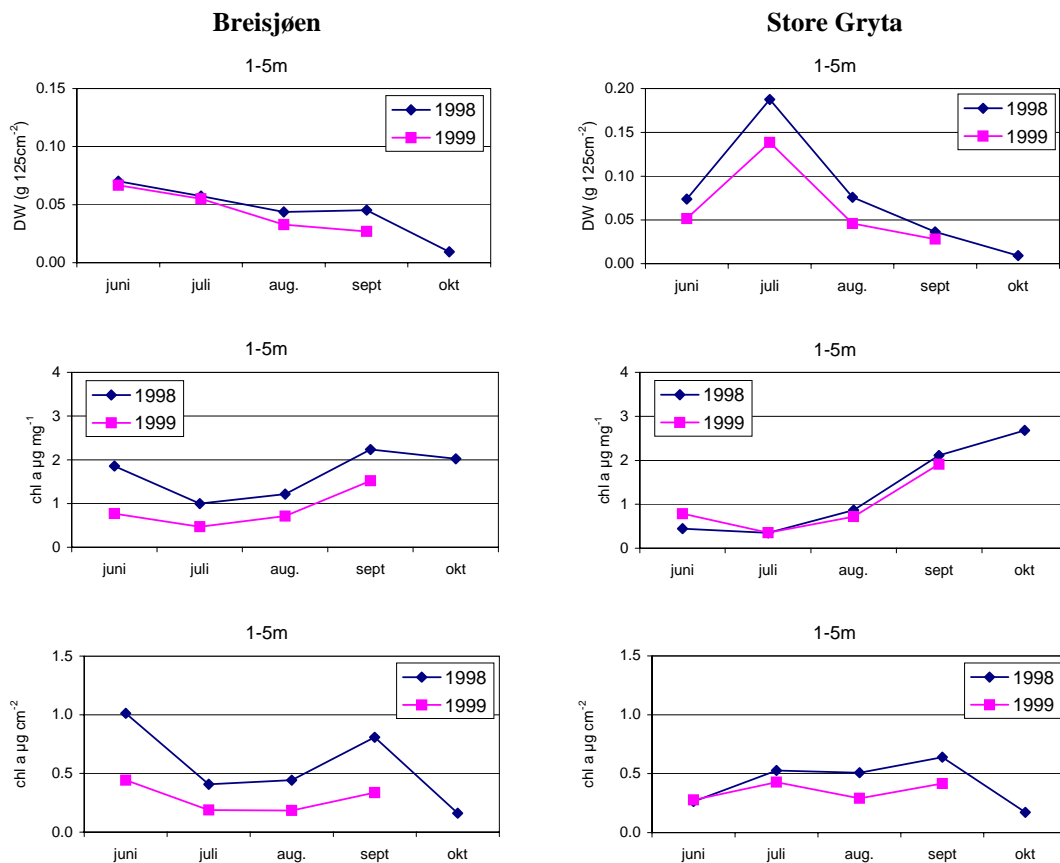 Breisjøen
Store Gryta
1-5m
0.15
0.10
0.05
0.00
DW (g 125cm-2)
1998
1999
juni juli aug. sept okt
1-5m
0.20
0.15
0.10
0.05
0.00
DW (g 125cm-2)
1998
1999
juni juli aug. sept okt
1-5m
4
3
2
1
0
chl a µg mg-1
1998
1999
juni juli aug. sept okt
1-5m
4
3
2
1
0
chl a µg mg-1
1998
1999
juni juli aug. sept okt
1-5m
1.5
1.0
0.5
0.0
chl a µg cm-2
1998
1999
juni juli aug. sept okt
1-5m
1.5
1.0
0.5
0.0
chl a µg cm-2
1998
1999
juni juli aug. sept okt